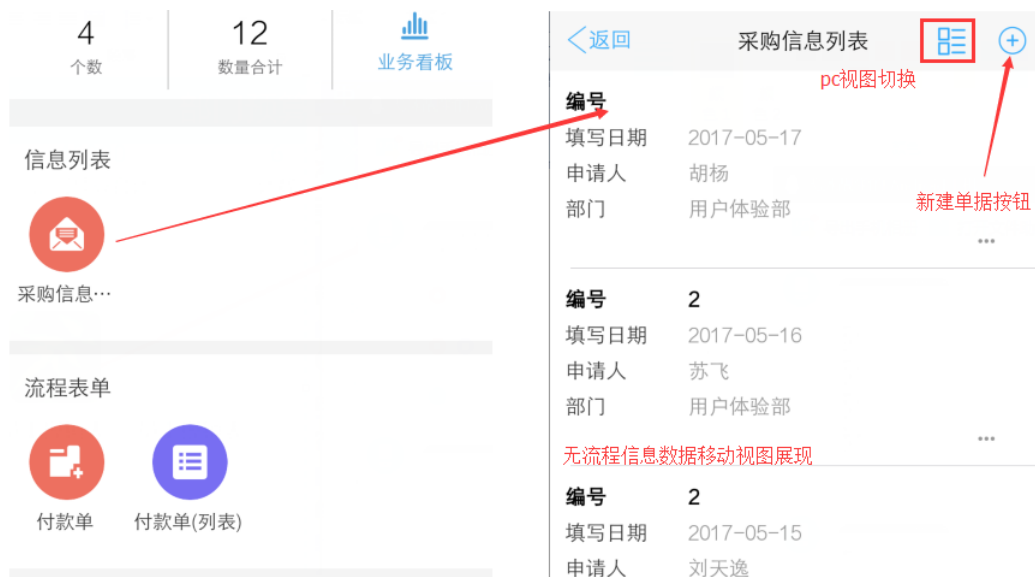 4
个数
12
数量合计
业务看板
信息列表
采购信息···
流程表单
付款单
付款单(列表)
返回
采购信息列表
pc视图切换
新建单据按钮
编号
填写日期 2017-05-17
申请人 胡杨
部门 用户体验部
···
编号 2
填写日期 2017-05-16
申请人 苏飞
部门 用户体验部
···
无流程信息数据移动视图展现
编号 2
填写日期 2017-05-15
申请人 刘天逸